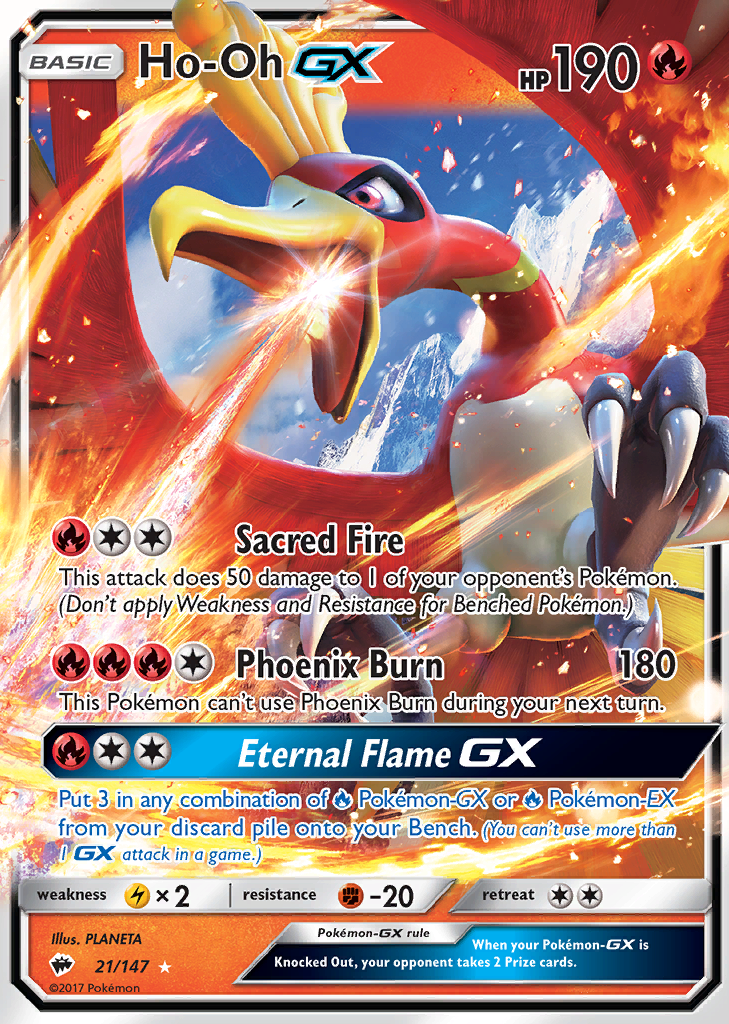 BASIC Ho-Oh GX HP 190
Sacred Fire
This attack does 50 damage to 1 of your opponent's Pokémon.
(Don't apply Weakness and Resistance for Benched Pokémon.)
Phoenix Burn 180
This Pokémon can't use Phoenix Burn during your next turn.
Eternal Flame GX
Put 3 in any combination of Pokémon-GX or Pokémon-EX
from your discard pile onto your Bench. (You can't use more than
1 GX attack in a game.)
weakness ×2 resistance -20 retreat
Illus. PLANETA
21/147
©2017 Pokémon
Pokémon-GX rule
When your Pokémon-GX is
Knocked Out, your opponent takes 2 Prize cards.